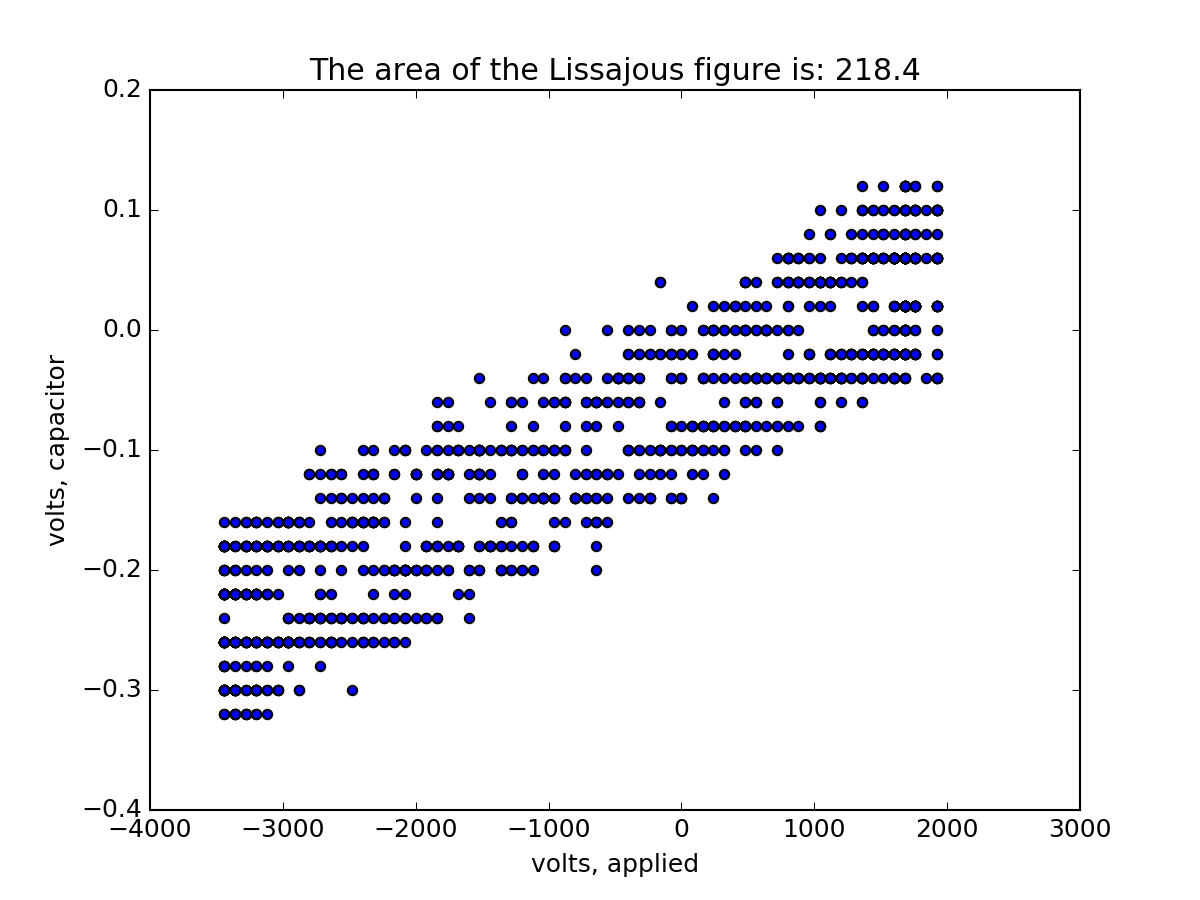 The area of the Lissajous figure is: 218.4
0.2
0.1
0.0
−0.1
−0.2
−0.3
−0.4
volts, capacitor
−4000 −3000 −2000 −1000 0 1000 2000 3000
volts, applied